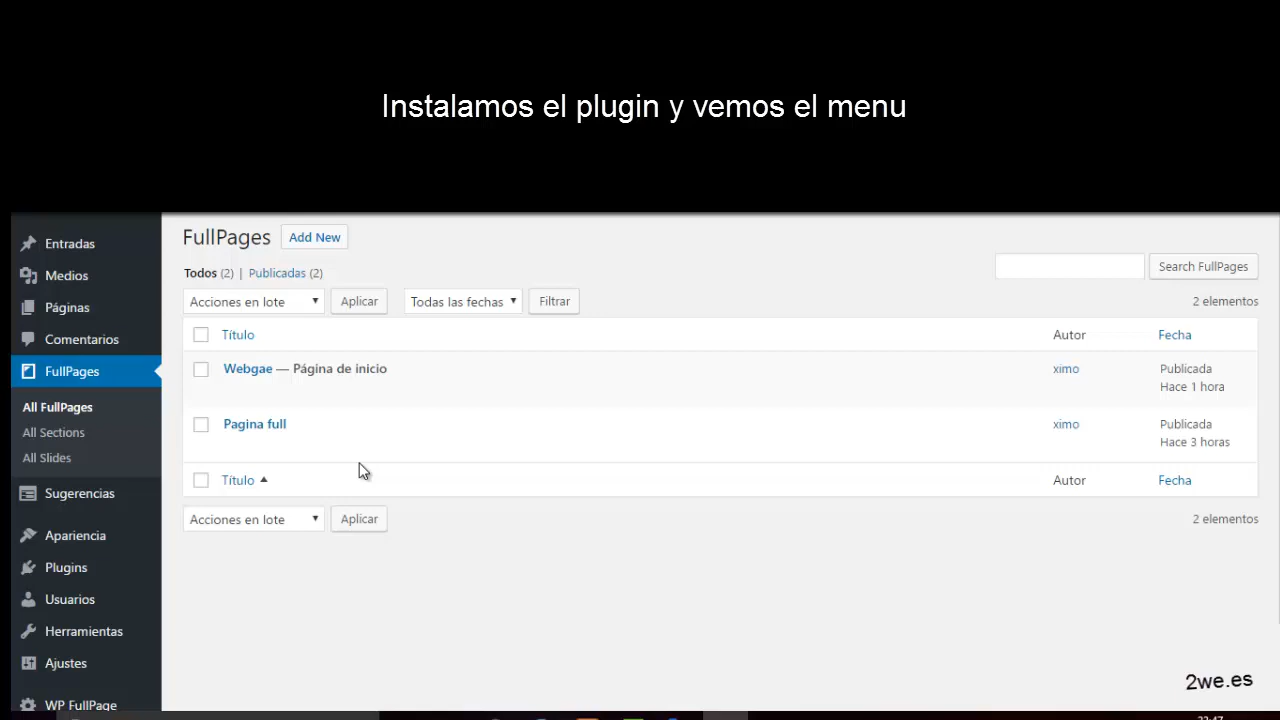 Instalamos el plugin y vemos el menu
Entradas
Medios
Páginas
Comentarios
FullPages
All FullPages
All Sections
All Slides
Sugerencias
Apariencia
Plugins
Usuarios
Herramientas
Ajustes
WP FullPage
FullPages Add New
Todos (2) | Publicadas (2)
Search FullPages
Acciones en lote Aplicar Todas las fechas Filtrar 2 elementos
Título Autor Fecha
Webgae — Página de inicio ximo Publicada
Hace 1 hora
Pagina full ximo Publicada
Hace 3 horas
Título Autor Fecha
Acciones en lote Aplicar 2 elementos
2we.es